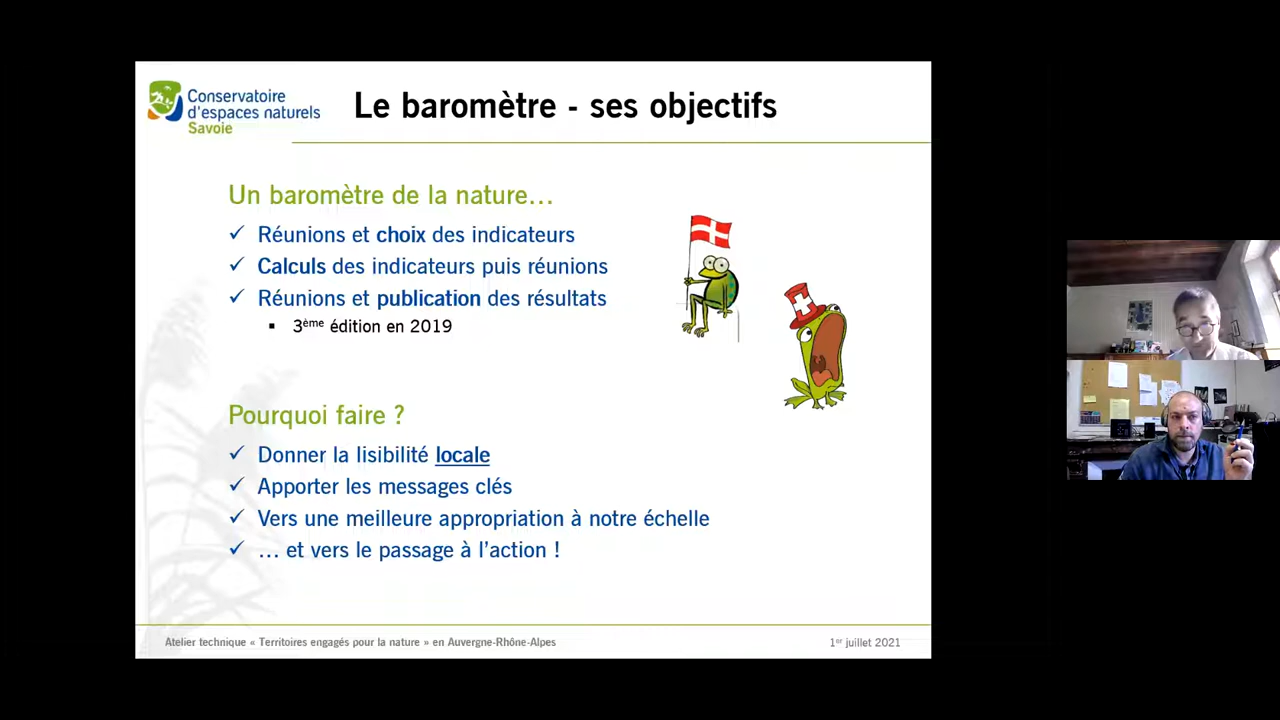 Conservatoire
d'espaces naturels
Savoie
Le baromètre - ses objectifs
Un baromètre de la nature…
✓ Réunions et choix des indicateurs
✓ Calculs des indicateurs puis réunions
✓ Réunions et publication des résultats
▪ 3ème édition en 2019
Pourquoi faire ?
✓ Donner la lisibilité locale
✓ Apporter les messages clés
✓ Vers une meilleure appropriation à notre échelle
✓ … et vers le passage à l’action !
Atelier technique « Territoires engagés pour la nature » en Auvergne-Rhône-Alpes
1er juillet 2021